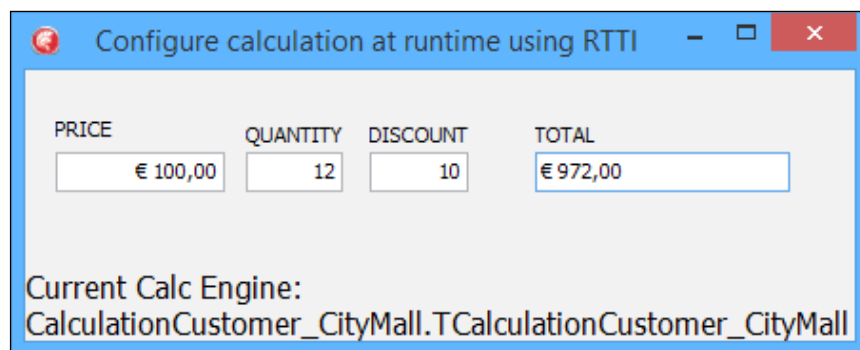 Configure calculation at runtime using RTTI
PRICE QUANTITY DISCOUNT TOTAL
€ 100,00 12 10 € 972,00
Current Calc Engine:
CalculationCustomer_CityMall.TCalculationCustomer_CityMall